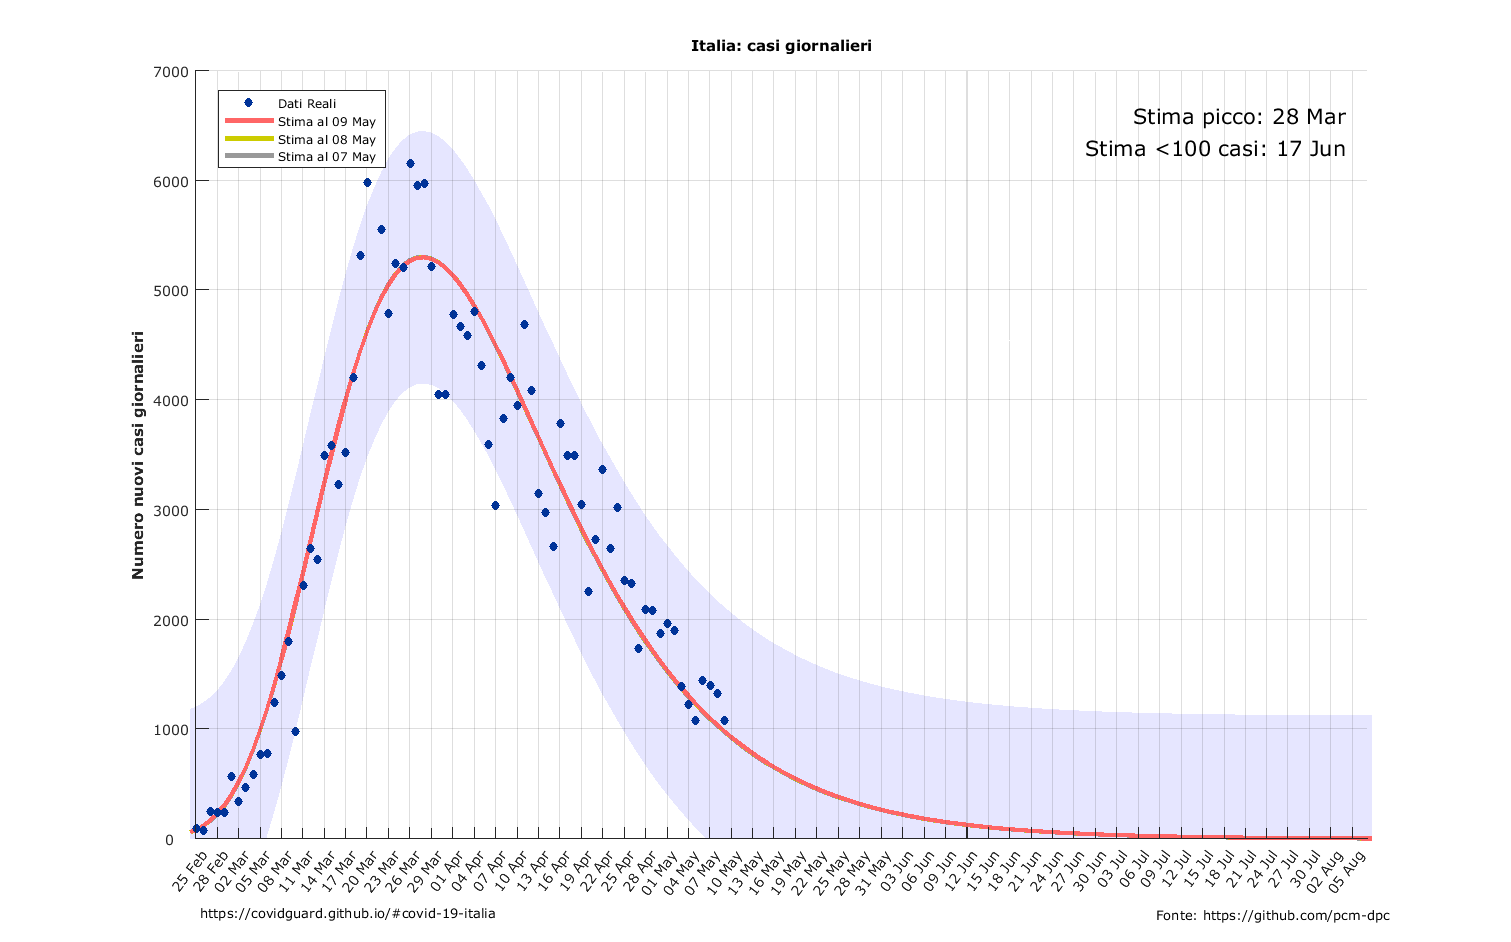 Italia: casi giornalieri
Stima picco: 28 Mar
Stima <100 casi: 17 Jun
Dati Reali
Stima al 09 May
Stima al 08 May
Stima al 07 May
Numero nuovi casi giornalieri
7000
6000
5000
4000
3000
2000
1000
0
25 Feb
28 Feb
02 Mar
05 Mar
08 Mar
11 Mar
14 Mar
17 Mar
20 Mar
23 Mar
26 Mar
29 Mar
01 Apr
04 Apr
07 Apr
10 Apr
13 Apr
16 Apr
19 Apr
22 Apr
25 Apr
28 Apr
01 May
04 May
07 May
10 May
13 May
16 May
19 May
22 May
25 May
28 May
31 May
03 Jun
06 Jun
09 Jun
12 Jun
15 Jun
18 Jun
21 Jun
24 Jun
27 Jun
30 Jun
03 Jul
06 Jul
09 Jul
12 Jul
15 Jul
18 Jul
21 Jul
24 Jul
27 Jul
30 Jul
02 Aug
05 Aug
https://covidguard.github.io/#covid-19-italia
Fonte: https://github.com/pcm-dpc